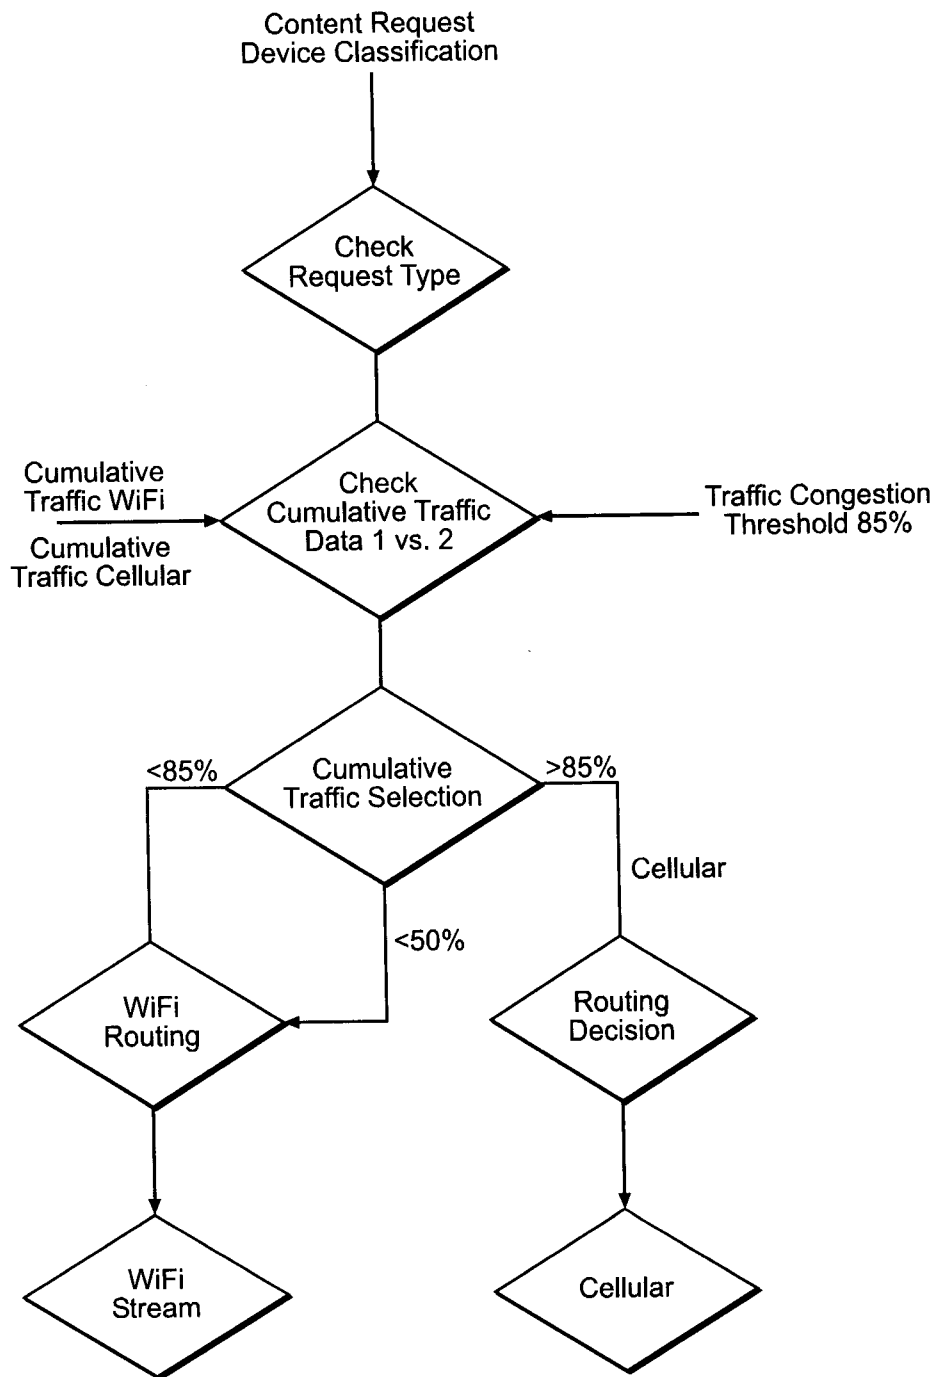 Content Request
Device Classification
Check
Request Type
Cumulative
Traffic WiFi
Cumulative
Traffic Cellular
Check
Cumulative Traffic
Data 1 vs. 2
Traffic Congestion
Threshold 85%
<85%
Cumulative
Traffic Selection
>85%
Cellular
<50%
WiFi
Routing
Routing
Decision
WiFi
Stream
Cellular